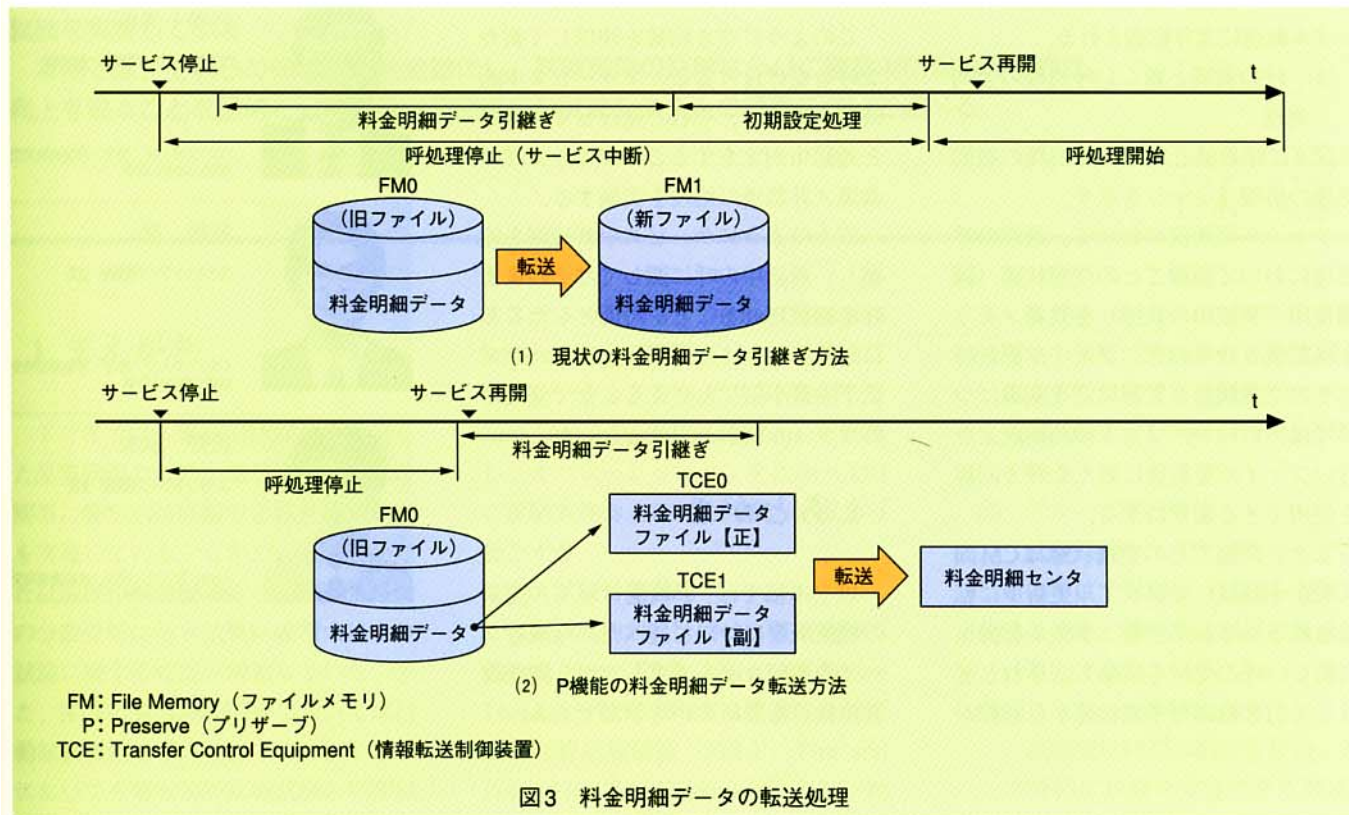 サービス停止
サービス再開
t
料金明細データ引継ぎ
初期設定処理
呼処理停止（サービス中断）
呼処理開始
FM0
FM1
（旧ファイル）
（新ファイル）
転送
料金明細データ
料金明細データ
(1) 現状の料金明細データ引継ぎ方法
サービス停止
サービス再開
t
料金明細データ引継ぎ
呼処理停止
FM0
（旧ファイル）
料金明細データ
TCE0
料金明細データ
ファイル【正】
TCE1
料金明細データ
ファイル【副】
転送
料金明細センタ
(2) P機能の料金明細データ転送方法
FM：File Memory（ファイルメモリ）
P：Preserve（プリザーブ）
TCE：Transfer Control Equipment（情報転送制御装置）
図3 料金明細データの転送処理